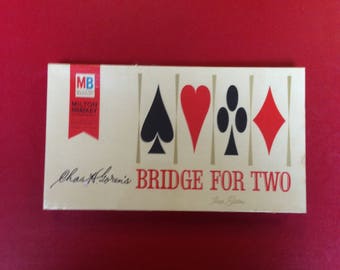 MB
MILTON
BRADLEY
Chas H. Goren's BRIDGE FOR TWO